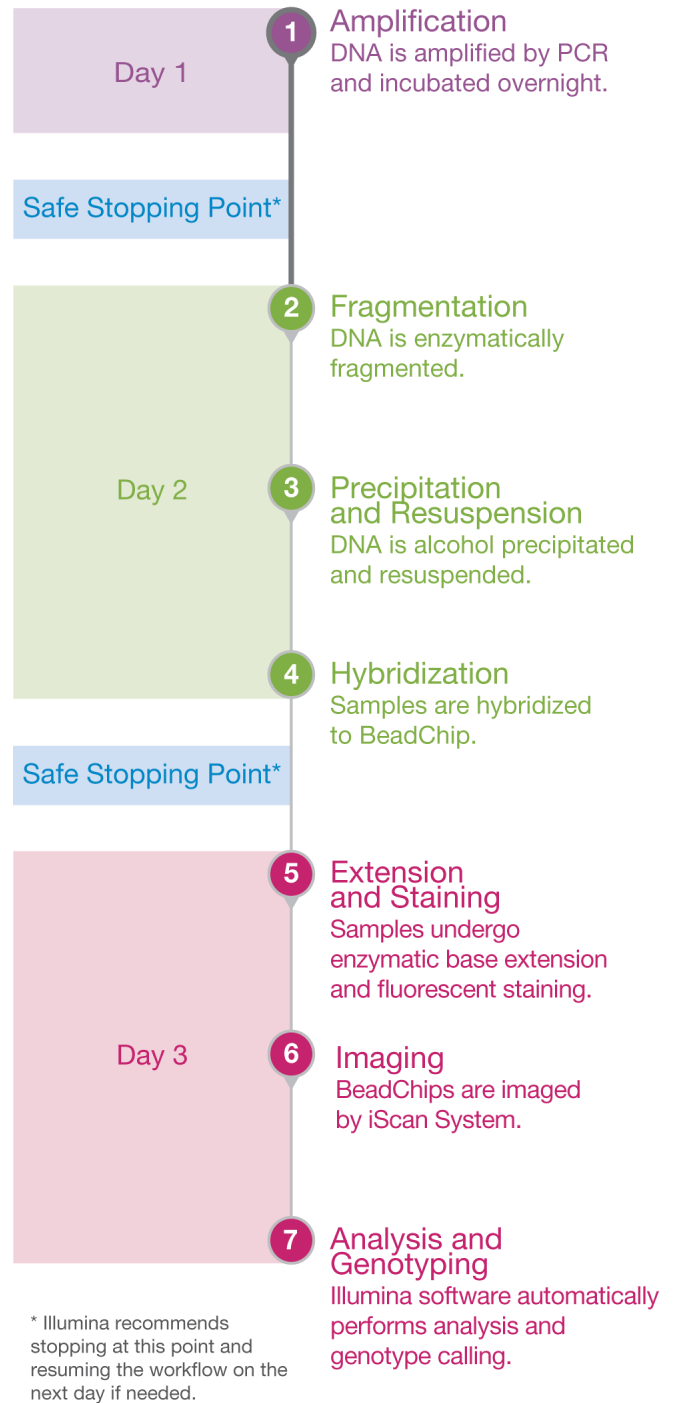 Day 1
1
Amplification
DNA is amplified by PCR
and incubated overnight.
Safe Stopping Point*
2
Fragmentation
DNA is enzymatically
fragmented.
Day 2
3
Precipitation
and Resuspension
DNA is alcohol precipitated
and resuspended.
4
Hybridization
Samples are hybridized
to BeadChip.
Safe Stopping Point*
5
Extension
and Staining
Samples undergo
enzymatic base extension
and fluorescent staining.
Day 3
6
Imaging
BeadChips are imaged
by iScan System.
7
Analysis and
Genotyping
Illumina software automatically
performs analysis and
genotype calling.
* Illumina recommends
stopping at this point and
resuming the workflow on the
next day if needed.